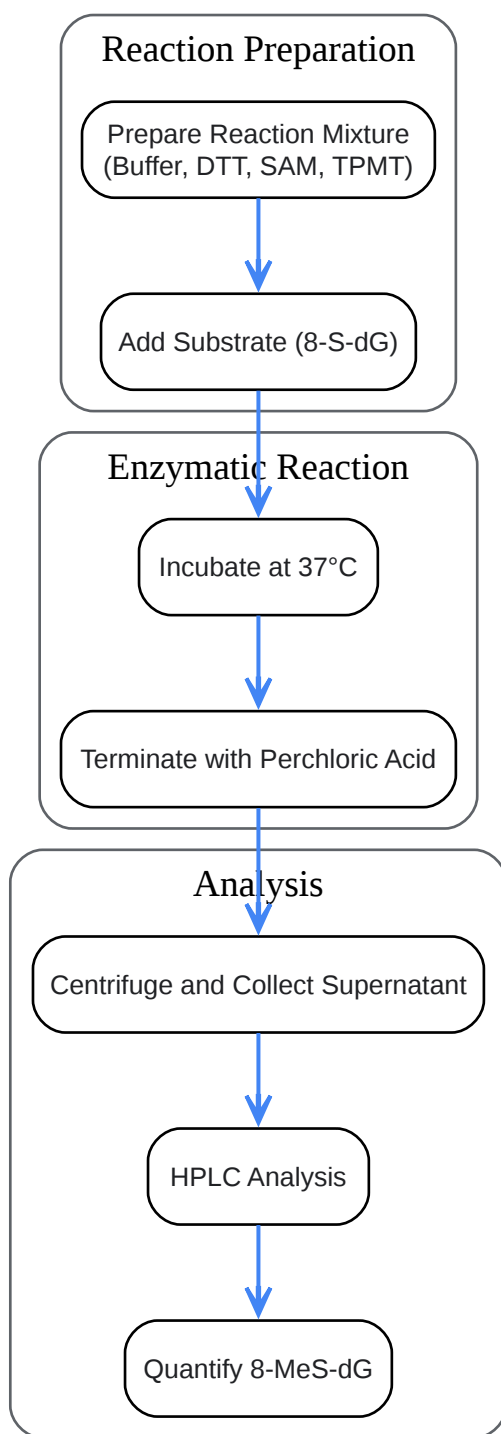 Reaction Preparation
Prepare Reaction Mixture
(Buffer, DTT, SAM, TPMT)
Add Substrate (8-S-dG)
Enzymatic Reaction
Incubate at 37°C
Terminate with Perchloric Acid
Analysis
Centrifuge and Collect Supernatant
HPLC Analysis
Quantify 8-MeS-dG